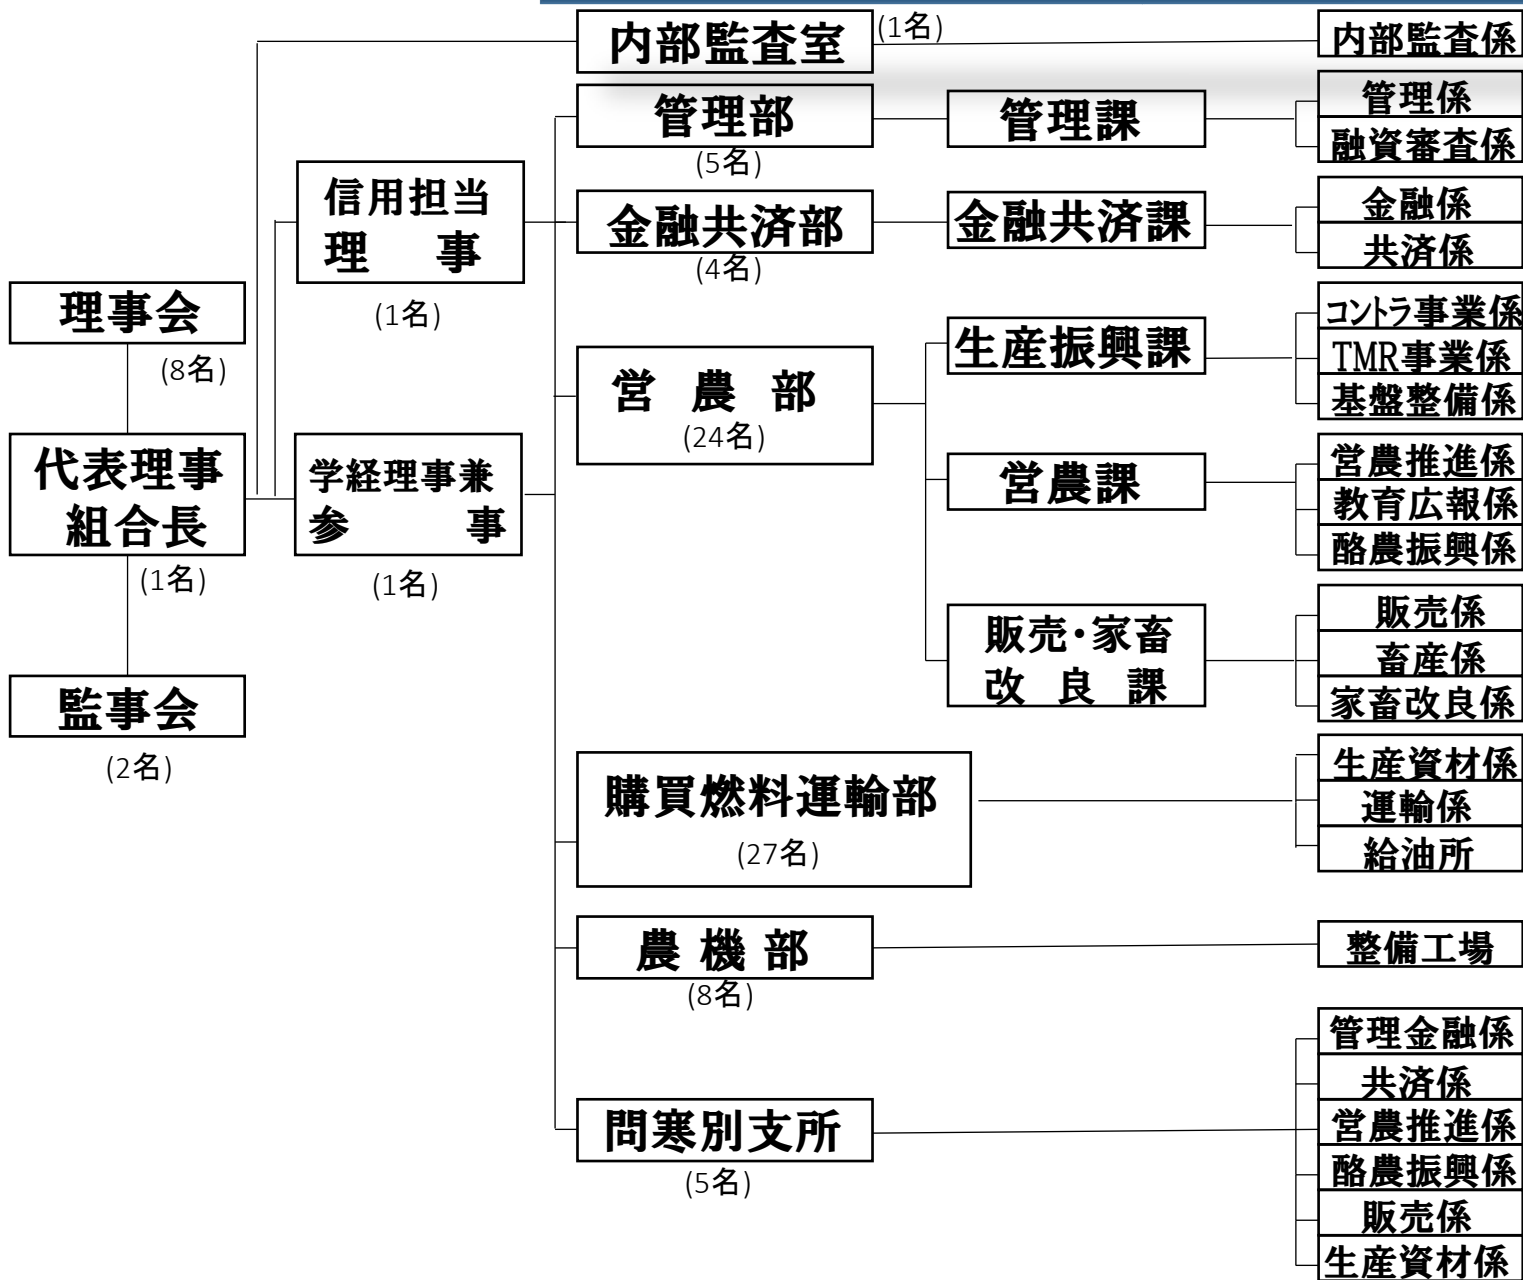 理事会
(8名)
代表理事
組合長
(1名)
監事会
(2名)
信用担当
理　事
(1名)
学経理事兼
参　事
(1名)
内部監査室
(1名)
管理部
(5名)
金融共済部
(4名)
営 農 部
(24名)
購買燃料運輸部
(27名)
農 機 部
(8名)
問寒別支所
(5名)
管理課
金融共済課
生産振興課
営農課
販売・家畜
改 良 課
内部監査係
管理係
融資審査係
金融係
共済係
コントラ事業係
TMR事業係
基盤整備係
営農推進係
教育広報係
酪農振興係
販売係
畜産係
家畜改良係
生産資材係
運輸係
給油所
整備工場
管理金融係
共済係
営農推進係
酪農振興係
販売係
生産資材係